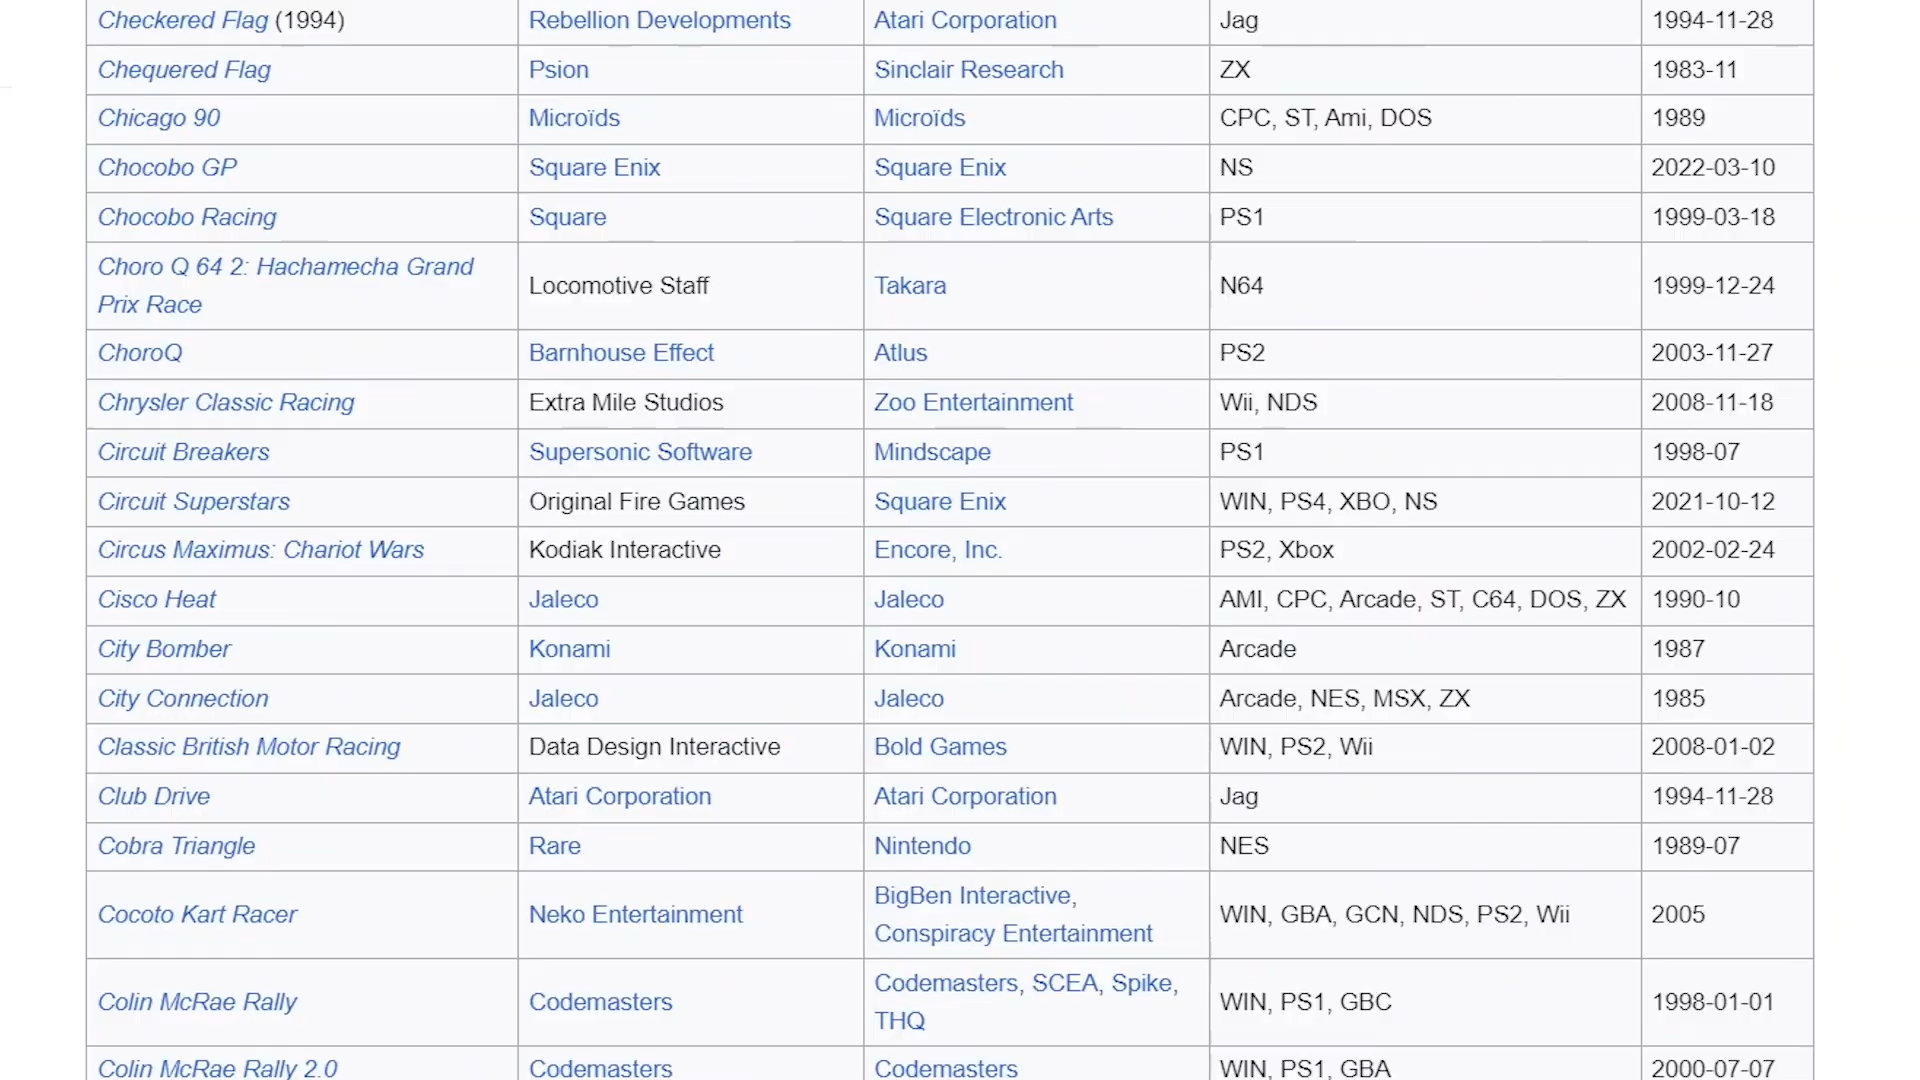 Checkered Flag (1994) Rebellion Developments Atari Corporation Jag 1994-11-28
Chequered Flag Psion Sinclair Research ZX 1983-11
Chicago 90 Microïds Microïds CPC, ST, Ami, DOS 1989
Chocobo GP Square Enix Square Enix NS 2022-03-10
Chocobo Racing Square Square Electronic Arts PS1 1999-03-18
Choro Q 64 2: Hachamecha Grand
Prix Race Locomotive Staff Takara N64 1999-12-24
ChoroQ Barnhouse Effect Atlus PS2 2003-11-27
Chrysler Classic Racing Extra Mile Studios Zoo Entertainment Wii, NDS 2008-11-18
Circuit Breakers Supersonic Software Mindscape PS1 1998-07
Circuit Superstars Original Fire Games Square Enix WIN, PS4, XBO, NS 2021-10-12
Circus Maximus: Chariot Wars Kodiak Interactive Encore, Inc. PS2, Xbox 2002-02-24
Cisco Heat Jaleco Jaleco AMI, CPC, Arcade, ST, C64, DOS, ZX 1990-10
City Bomber Konami Konami Arcade 1987
City Connection Jaleco Jaleco Arcade, NES, MSX, ZX 1985
Classic British Motor Racing Data Design Interactive Bold Games WIN, PS2, Wii 2008-01-02
Club Drive Atari Corporation Atari Corporation Jag 1994-11-28
Cobra Triangle Rare Nintendo NES 1989-07
Cocoto Kart Racer Neko Entertainment BigBen Interactive,
Conspiracy Entertainment WIN, GBA, GCN, NDS, PS2, Wii 2005
Colin McRae Rally Codemasters Codemasters, SCEA, Spike,
THQ WIN, PS1, GBC 1998-01-01
Colin McRae Rally 2.0 Codemasters Codemasters WIN, PS1, GBA 2000-07-07